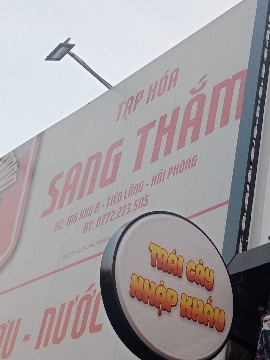 TẠP HÓA
SANG THẮM
ĐC: KHU 8 - TIÊN LÃNG - HẢI PHÒNG
ĐT: 0772.273.505
- NƯỚC
TRÁI CÂY
NHẬP KHẨU